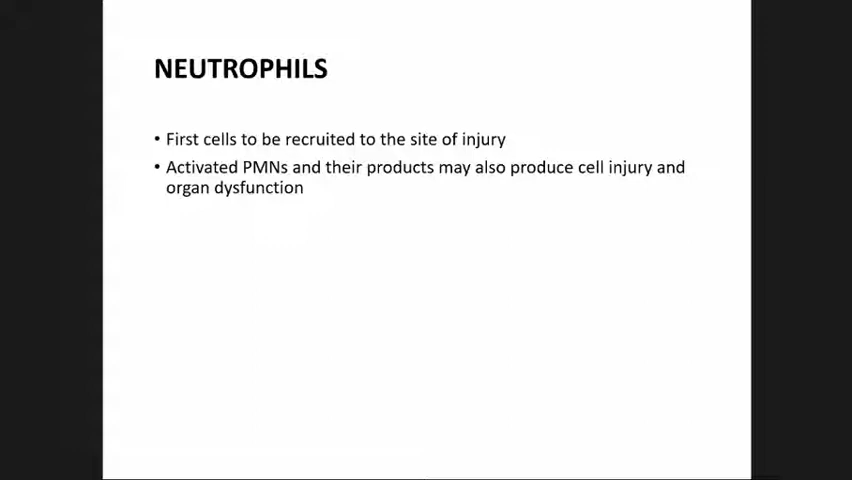 NEUTROPHILS
• First cells to be recruited to the site of injury
• Activated PMNs and their products may also produce cell injury and
organ dysfunction